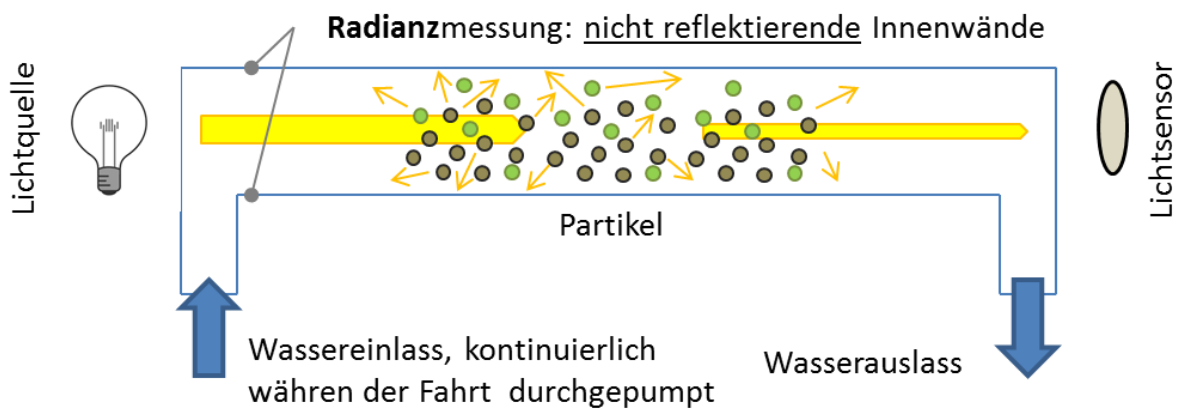 Radianzmessung: nicht reflektierende Innenwände
Lichtquelle
Lichtsensor
Partikel
Wassereinlass, kontinuierlich
währen der Fahrt durchgepumpt
Wasserauslass